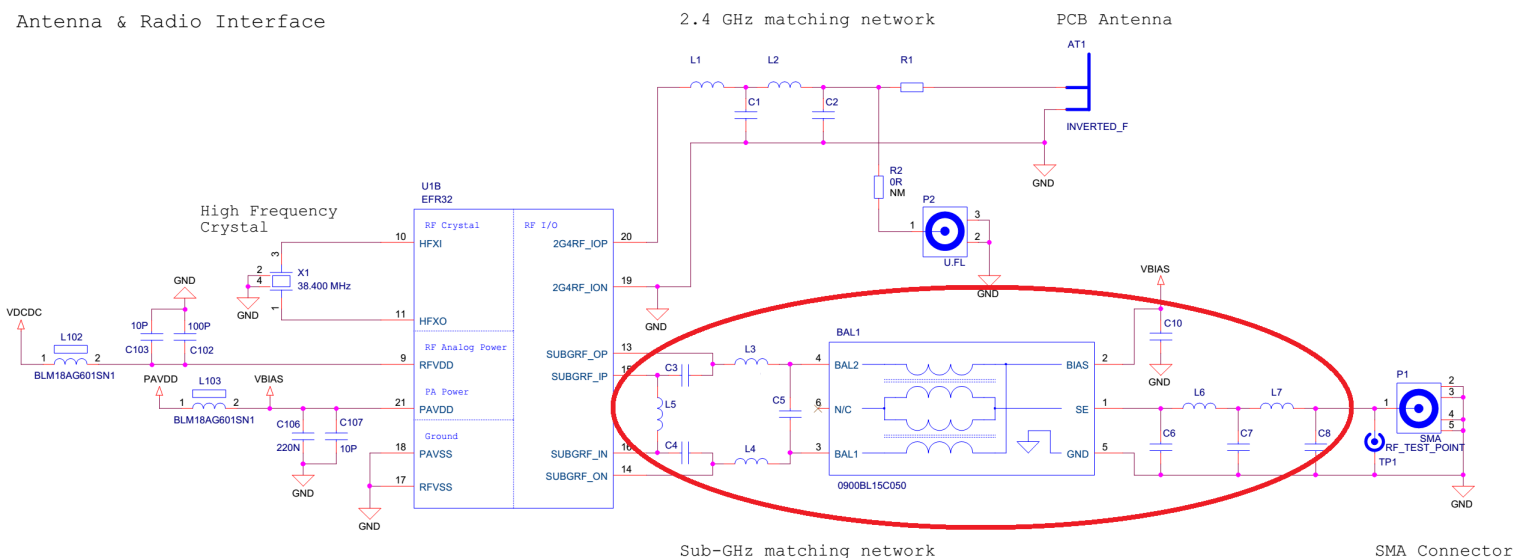 Antenna & Radio Interface
2.4 GHz matching network
PCB Antenna
AT1
L1
L2
R1
C1
C2
INVERTED_F
GND
R2
0R
NM
P2
3
1
2
U.FL
GND
U1B
EFR32
High Frequency
Crystal
RF Crystal
RF I/O
10
HFXI
2G4RF_IOP
20
3
2
4
X1
38.400 MHz
GND
1
2G4RF_ION
19
GND
11
HFXO
VDCDC
GND
10P
100P
L102
C103
C102
1
2
BLM18AG601SN1
RF Analog Power
9
RFVDD
SUBGRF_OP
13
SUBGRF_IP
15
PAVDD
L103
VBIAS
1
2
BLM18AG601SN1
PA Power
21
PAVDD
C106
220N
C107
10P
GND
Ground
18
PAVSS
SUBGRF_IN
16
SUBGRF_ON
14
17
RFVSS
GND
L3
C3
L5
C5
C4
L4
BAL1
4
BAL2
BIAS
2
6
N/C
SE
1
3
BAL1
GND
5
0900BL15C050
VBIAS
C10
GND
L6
L7
C6
C7
C8
P1
2
3
1
4
5
SMA
RF_TEST_POINT
TP1
GND
Sub-GHz matching network
SMA Connector